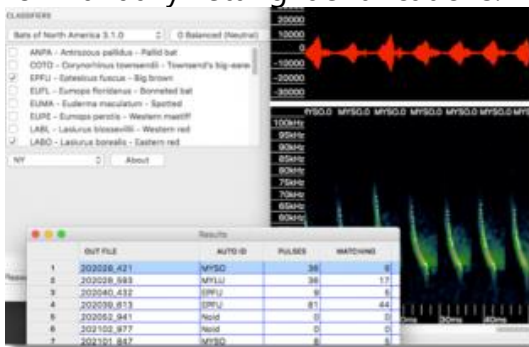 CLASSIFIERS
Bats of North America 3.1.0
0 Balanced (Neutral)
ANPA - Antrozous pallidus - Pallid bat
COTO - Corynorhinus townsendii - Townsend's big-eared
EPFU - Eptesicus fuscus - Big brown
EUFL - Eumops floridanus - Bonneted bat
EUMA - Euderma maculatum - Spotted
EUPE - Eumops perotis - Western mastiff
LABL - Lasiurus blossevillii - Western red
LABO - Lasiurus borealis - Eastern red
NY
About
20000
10000
0
-10000
-20000
-30000
MYSO.0 MYSO.0 MYSO.0 MYSO.0 MYSO.0
100kHz
95kHz
90kHz
85kHz
80kHz
75kHz
70kHz
65kHz
60kHz
30ms
40ms
Results
OUT FILE AUTO ID PULSES MATCHING
1 202028_421 MYSO 36
2 202028_593 MYLU 36 17
3 202040_432 EPFU 9 5
4 202039_613 EPFU 81 44
5 202052_941 NoId 0 0
6 202102_977 NoId 0 0
7 202101_847 MYSO 8 5